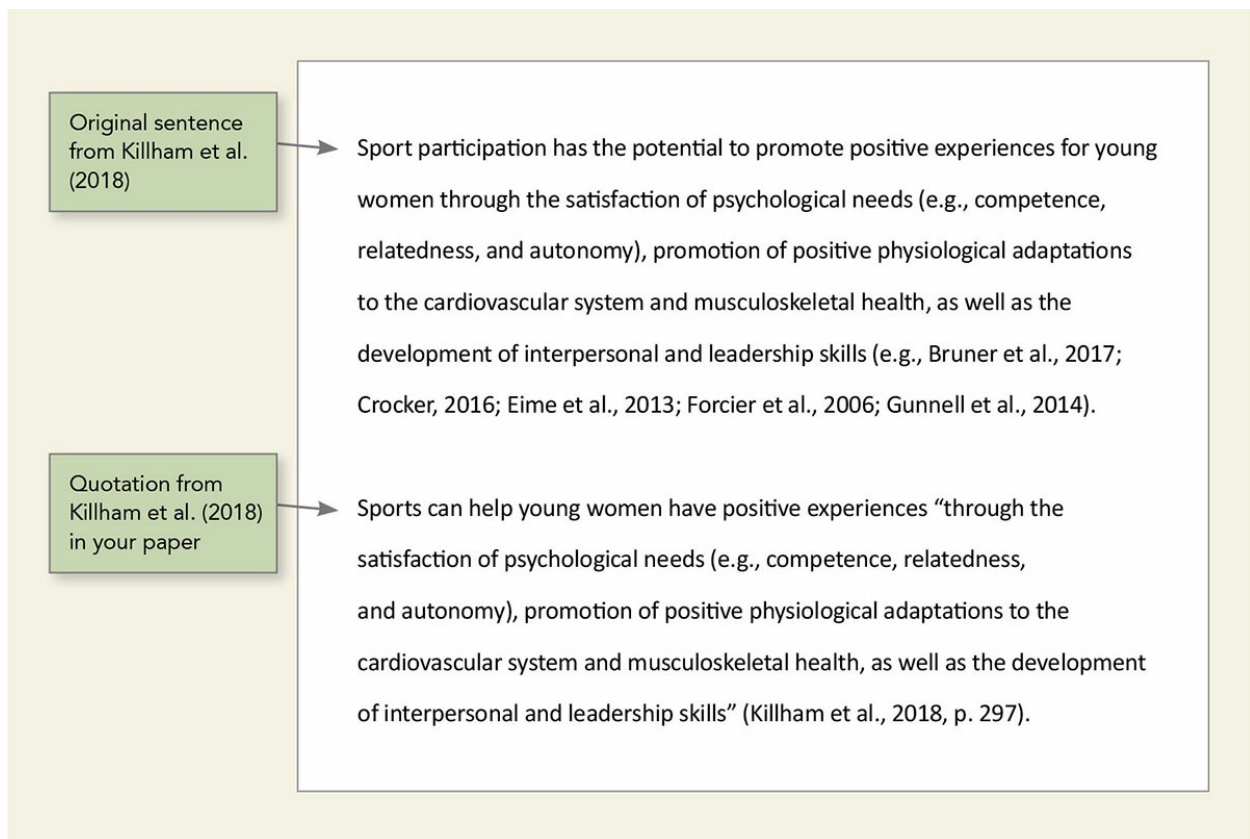 Original sentence
from Killham et al.
(2018)
Sport participation has the potential to promote positive experiences for young
women through the satisfaction of psychological needs (e.g., competence,
relatedness, and autonomy), promotion of positive physiological adaptations
to the cardiovascular system and musculoskeletal health, as well as the
development of interpersonal and leadership skills (e.g., Bruner et al., 2017;
Crocker, 2016; Eime et al., 2013; Forcier et al., 2006; Gunnell et al., 2014).
Quotation from
Killham et al. (2018)
in your paper
Sports can help young women have positive experiences “through the
satisfaction of psychological needs (e.g., competence, relatedness,
and autonomy), promotion of positive physiological adaptations to the
cardiovascular system and musculoskeletal health, as well as the development
of interpersonal and leadership skills” (Killham et al., 2018, p. 297).